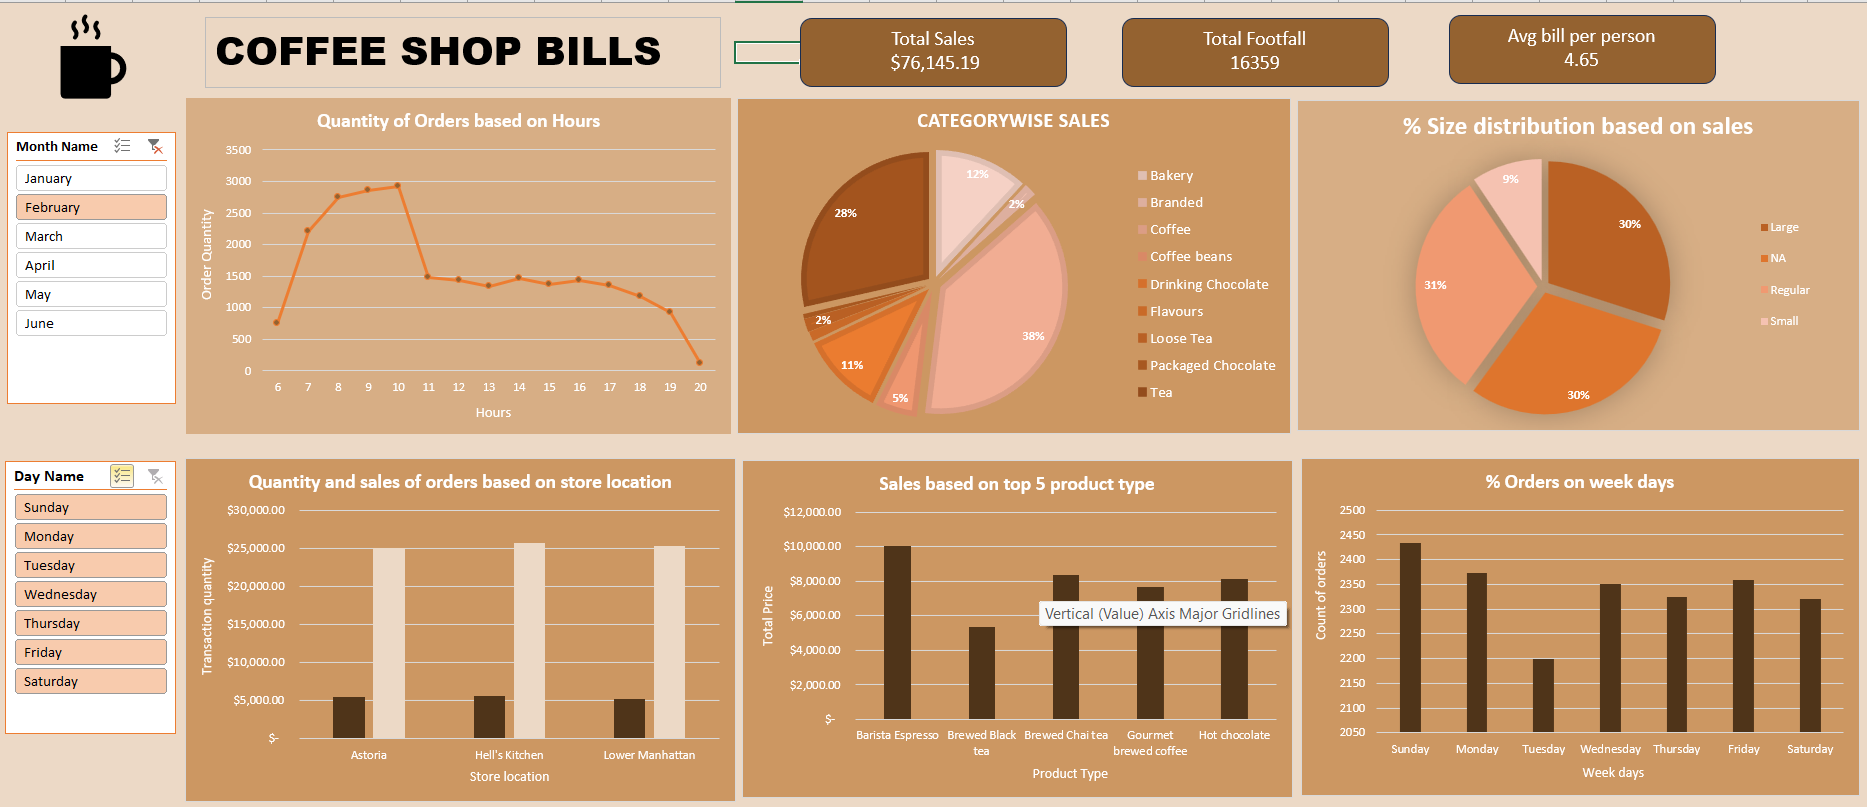 COFFEE SHOP BILLS
Total Sales
$76,145.19
Total Footfall
16359
Avg bill per person
4.65
Month Name
January
February
March
April
May
June
Quantity of Orders based on Hours
Order Quantity
3500
3000
2500
2000
1500
1000
500
0
6 7 8 9 10 11 12 13 14 15 16 17 18 19 20
Hours
CATEGORYWISE SALES
12%
2%
38%
5%
11%
2%
28%
Bakery
Branded
Coffee
Coffee beans
Drinking Chocolate
Flavours
Loose Tea
Packaged Chocolate
Tea
% Size distribution based on sales
30%
30%
31%
9%
Large
NA
Regular
Small
Day Name
Sunday
Monday
Tuesday
Wednesday
Thursday
Friday
Saturday
Quantity and sales of orders based on store location
Transaction quantity
$30,000.00
$25,000.00
$20,000.00
$15,000.00
$10,000.00
$5,000.00
$-
Astoria Hell's Kitchen Lower Manhattan
Store location
Sales based on top 5 product type
Total Price
$12,000.00
$10,000.00
$8,000.00
$6,000.00
$4,000.00
$2,000.00
$-
Vertical (Value) Axis Major Gridlines
Barista Espresso Brewed Black Brewed Chai tea Gourmet Hot chocolate
tea brewed coffee
Product Type
% Orders on week days
Count of orders
2500
2450
2400
2350
2300
2250
2200
2150
2100
2050
Sunday Monday Tuesday Wednesday Thursday Friday Saturday
Week days